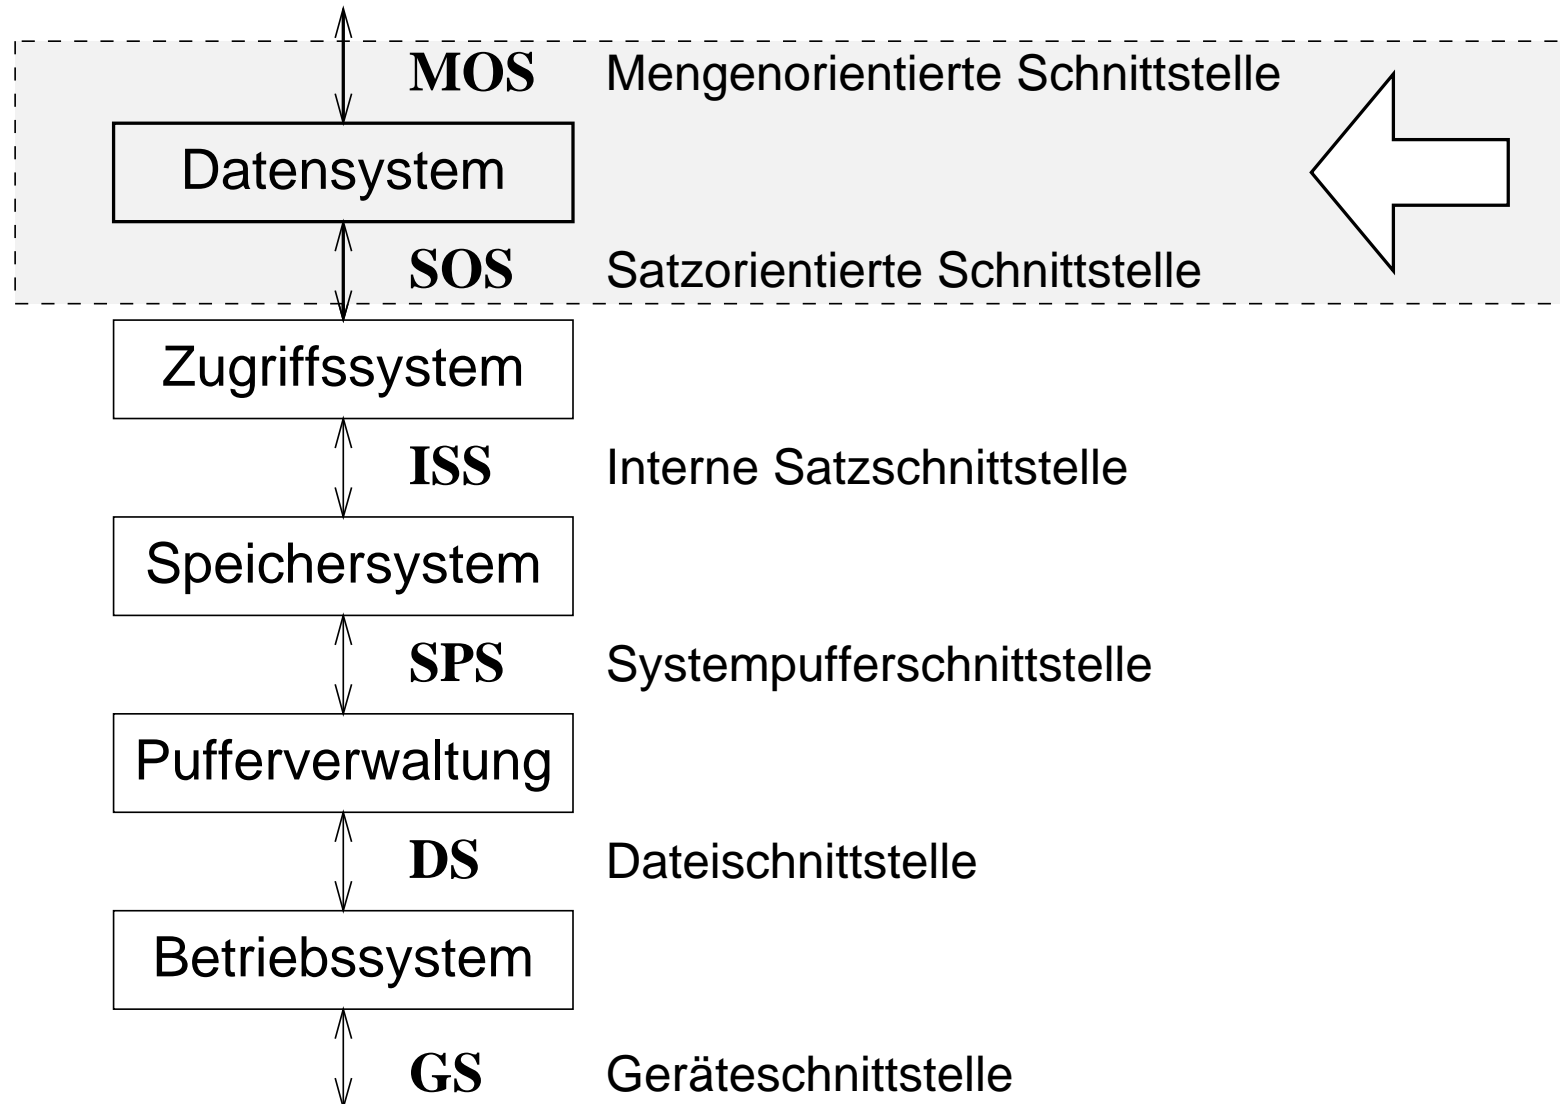 MOS Mengenorientierte Schnittstelle
Datensystem
SOS Satzorientierte Schnittstelle
Zugriffssystem
ISS Interne Satzschnittstelle
Speichersystem
SPS Systempufferschnittstelle
Pufferverwaltung
DS Dateischnittstelle
Betriebssystem
GS Geräteschnittstelle